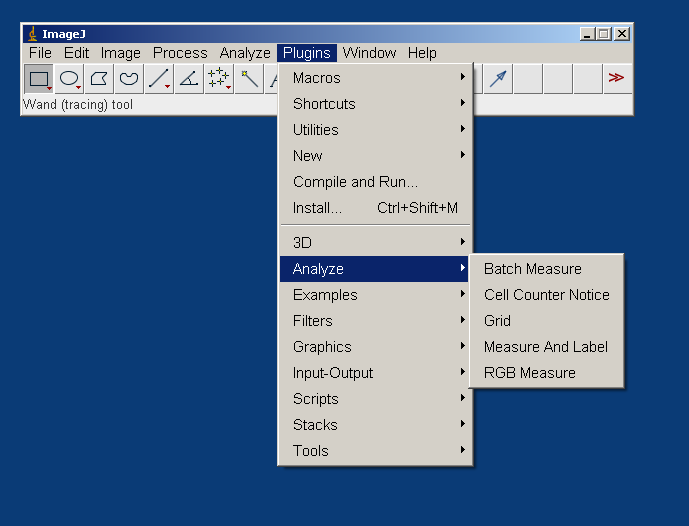 ImageJ
File Edit Image Process Analyze Plugins Window Help
Wand (tracing) tool
Macros
Shortcuts
Utilities
New
Compile and Run...
Install... Ctrl+Shift+M
3D
Analyze
Examples
Filters
Graphics
Input-Output
Scripts
Stacks
Tools
Batch Measure
Cell Counter Notice
Grid
Measure And Label
RGB Measure